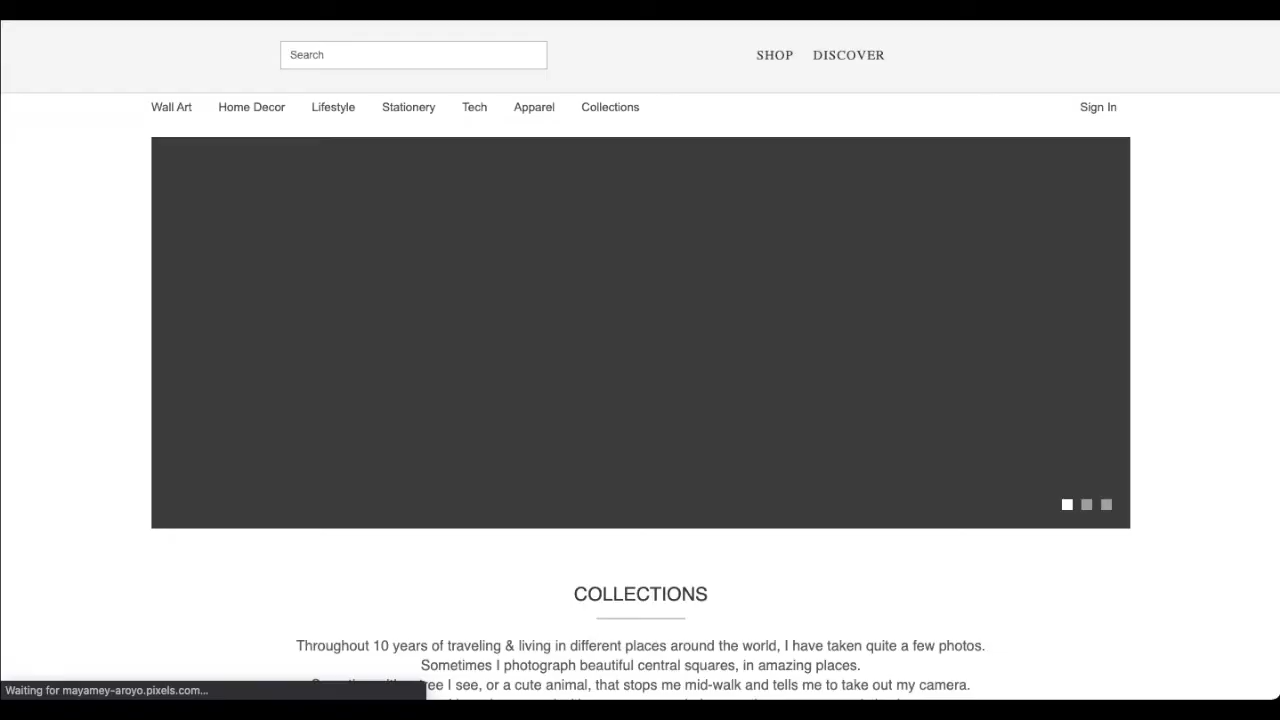 Search
SHOP DISCOVER
Wall Art Home Decor Lifestyle Stationery Tech Apparel Collections Sign In
COLLECTIONS
Throughout 10 years of traveling & living in different places around the world, I have taken quite a few photos.
Sometimes I photograph beautiful central squares, in amazing places.
tree I see, or a cute animal, that stops me mid-walk and tells me to take out my camera.
Waiting for mayamey-aroyo.pixels.com...